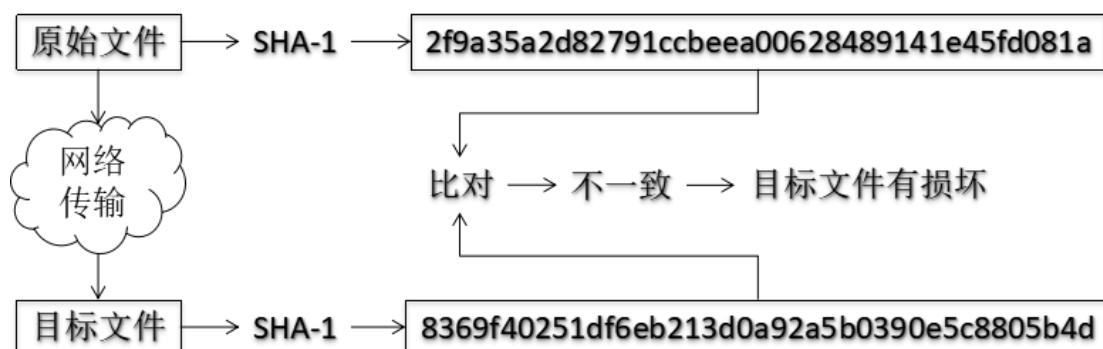 原始文件
SHA-1
2f9a35a2d82791ccbeea00628489141e45fd081a
网络
传输
比对
不一致
目标文件有损坏
目标文件
SHA-1
8369f40251df6eb213d0a92a5b0390e5c8805b4d